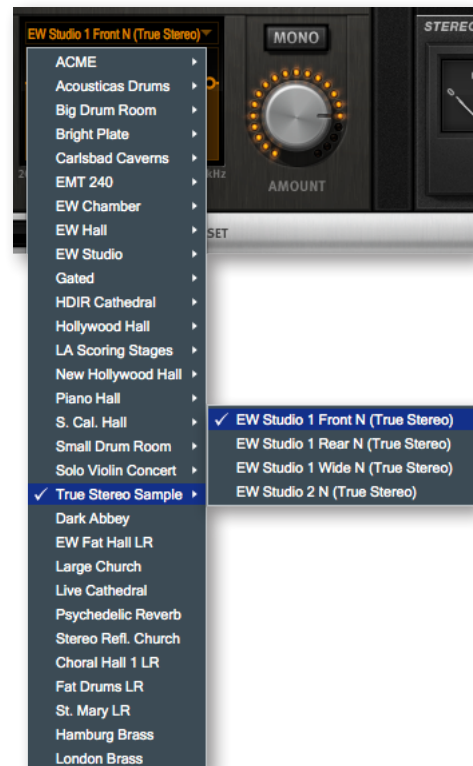 EW Studio 1 Front N (True Stereo)
MONO
STEREO
AMOUNT
kHz
SET
ACME
Acousticas Drums
Big Drum Room
Bright Plate
Carlsbad Caverns
EMT 240
EW Chamber
EW Hall
EW Studio
Gated
HDIR Cathedral
Hollywood Hall
LA Scoring Stages
New Hollywood Hall
Piano Hall
S. Cal. Hall
Small Drum Room
Solo Violin Concert
True Stereo Sample
Dark Abbey
EW Fat Hall LR
Large Church
Live Cathedral
Psychedelic Reverb
Stereo Refl. Church
Choral Hall 1 LR
Fat Drums LR
St. Mary LR
Hamburg Brass
London Brass
EW Studio 1 Front N (True Stereo)
EW Studio 1 Rear N (True Stereo)
EW Studio 1 Wide N (True Stereo)
EW Studio 2 N (True Stereo)